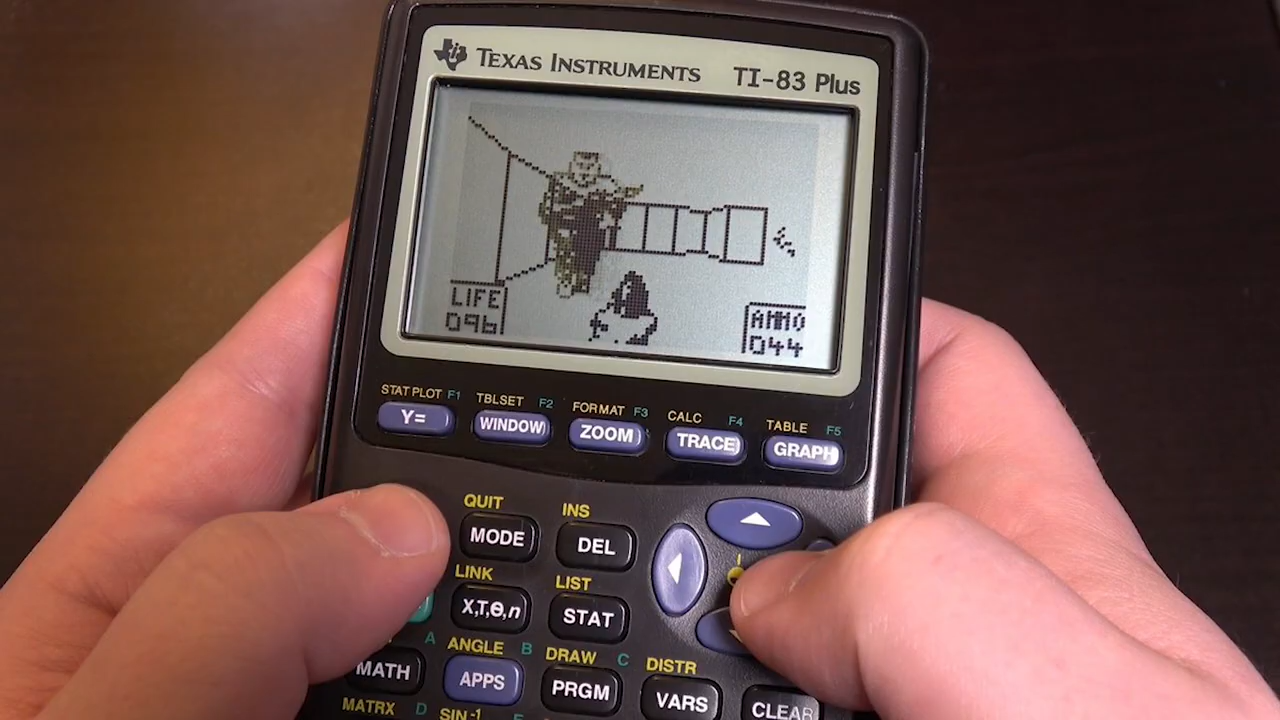 TEXAS INSTRUMENTS TI-83 Plus
LIFE
096
AMMO
044
STAT PLOT F1 TBLSET F2 FORMAT F3 CALC F4 TABLE F5
Y= WINDOW ZOOM TRACE GRAPH
QUIT INS
MODE DEL
LINK LIST
X,T,Θ,n STAT
A ANGLE B DRAW C DISTR
MATH APPS PRGM VARS CLEAR
MATRX D SIN-1 E